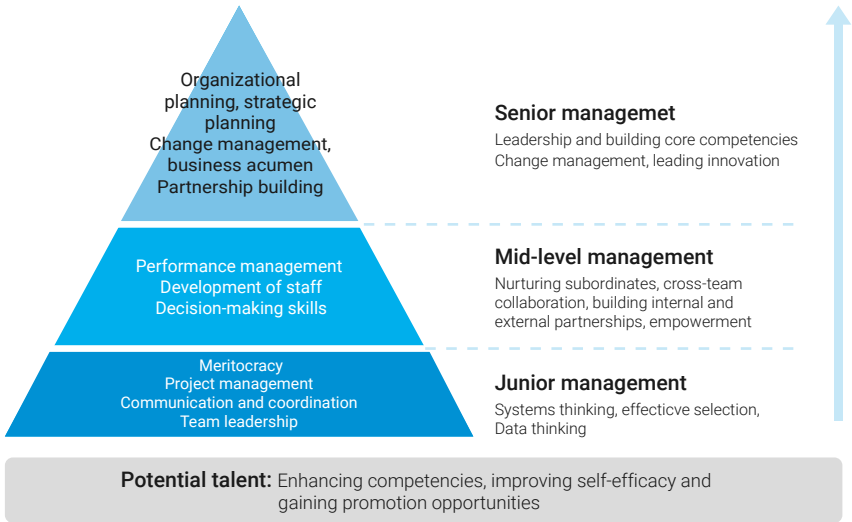 Organizational
planning, strategic
planning
Change management,
business acumen
Partnership building
Senior managemet
Leadership and building core competencies
Change management, leading innovation
Performance management
Development of staff
Decision-making skills
Mid-level management
Nurturing subordinates, cross-team
collaboration, building internal and
external partnerships, empowerment
Meritocracy
Project management
Communication and coordination
Team leadership
Junior management
Systems thinking, effecticve selection,
Data thinking
Potential talent: Enhancing competencies, improving self-efficacy and
gaining promotion opportunities